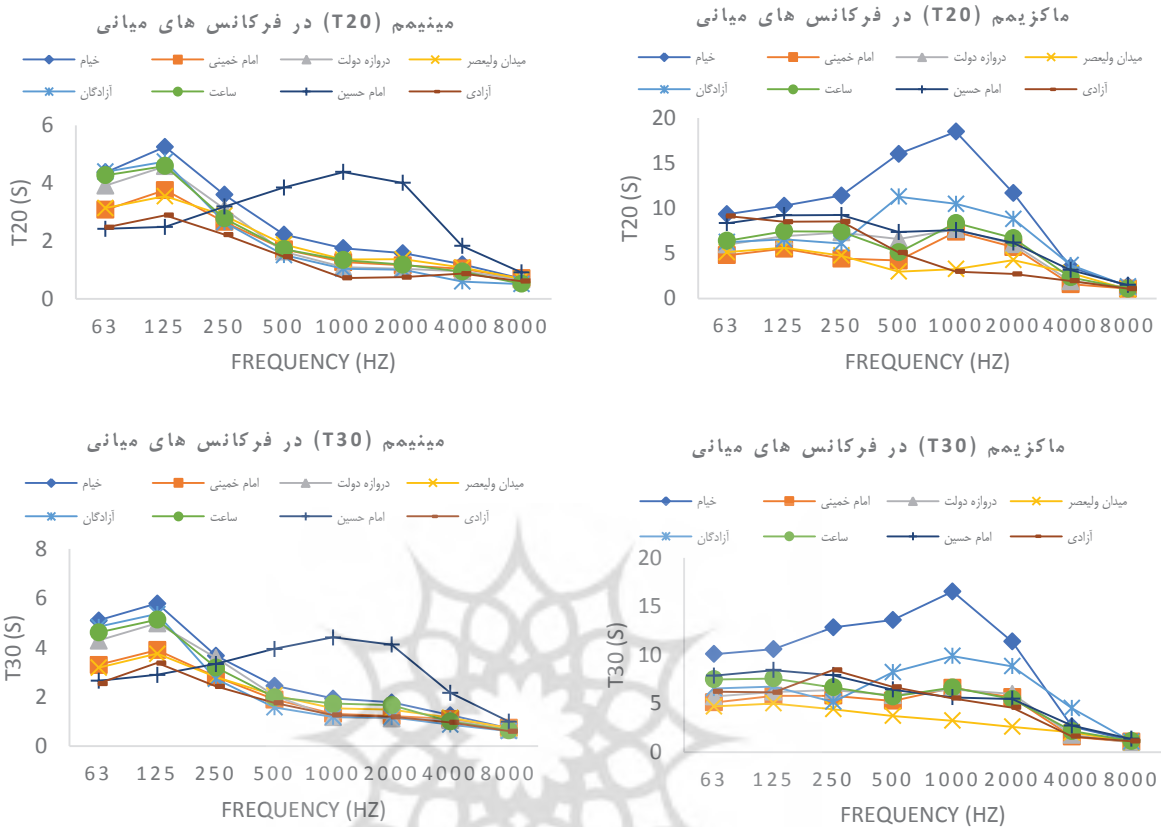 مینیمم (T20) در فرکانس های میانی
خیام امام خمینی دروازه دولت میدان ولیعصر
آزادگان ساعت امام حسین آزادی
6
4
2
0
T20 (S)
63 125 250 500 1000 2000 4000 8000
FREQUENCY (HZ)
ماکزیمم (T20) در فرکانس های میانی
خیام امام خمینی دروازه دولت میدان ولیعصر
آزادگان ساعت امام حسین آزادی
20
15
10
5
0
T20 (S)
63 125 250 500 1000 2000 4000 8000
FREQUENCY (HZ)
مینیمم (T30) در فرکانس های میانی
خیام امام خمینی دروازه دولت میدان ولیعصر
آزادگان ساعت امام حسین آزادی
8
6
4
2
0
T30 (S)
63 125 250 500 1000 2000 4000 8000
FREQUENCY (HZ)
ماکزیمم (T30) در فرکانس های میانی
خیام امام خمینی دروازه دولت میدان ولیعصر
آزادگان ساعت امام حسین آزادی
20
15
10
5
0
T30 (S)
63 125 250 500 1000 2000 4000 8000
FREQUENCY (HZ)